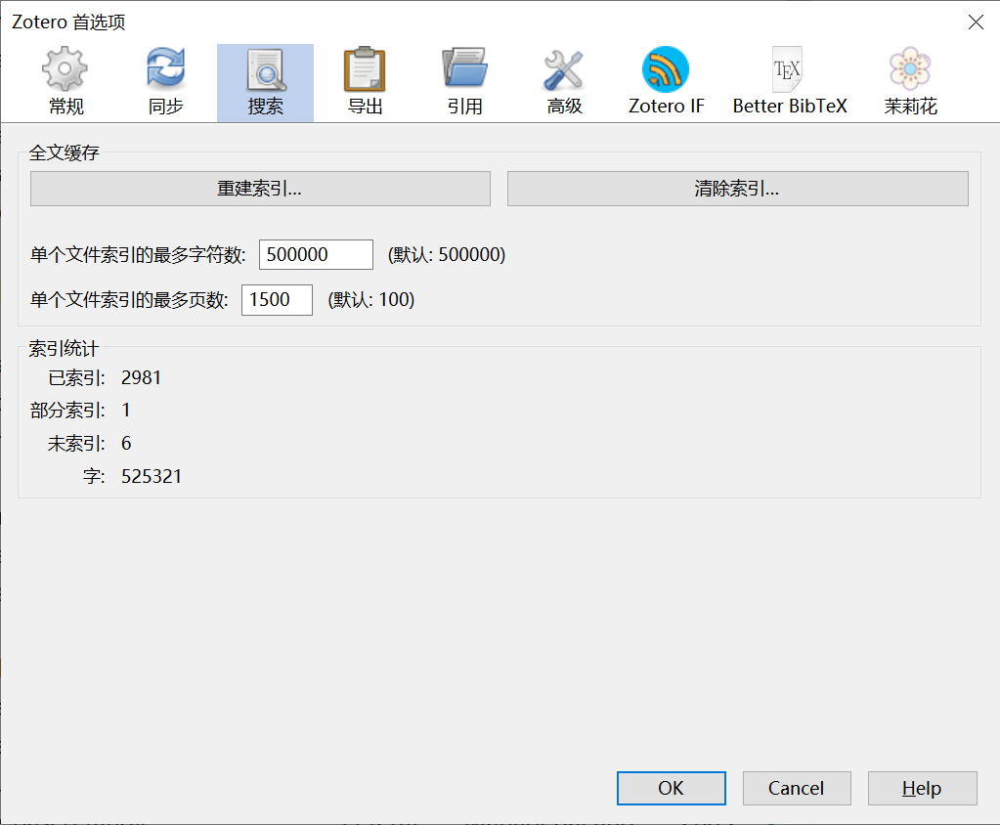 Zotero 首选项
常规 同步 搜索 导出 引用 高级 Zotero IF Better BibTeX 茉莉花
TEX
全文缓存
重建索引... 清除索引...
单个文件索引的最多字符数: 500000 (默认: 500000)
单个文件索引的最多页数: 1500 (默认: 100)
索引统计
已索引: 2981
部分索引: 1
未索引: 6
字: 525321
OK Cancel Help